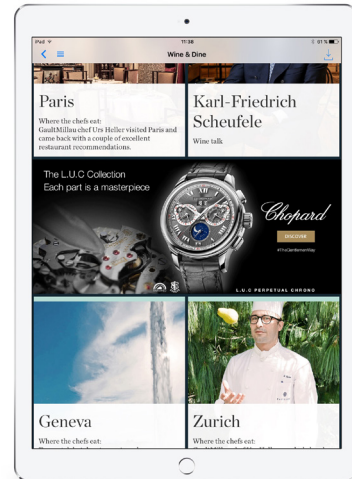 iPad
11:38
61%
Wine & Dine
Paris
Where the chefs eat:
GaultMillau chef Urs Heller visited Paris and
came back with a couple of excellent
restaurant recommendations.
Karl-Friedrich
Scheufele
Wine talk
The L.U.C Collection
Each part is a masterpiece
Chopard
DISCOVER
#TheGentlemanWay
L.U.C PERPETUAL CHRONO
Geneva
Where the chefs eat:
Zurich
Where the chefs eat: